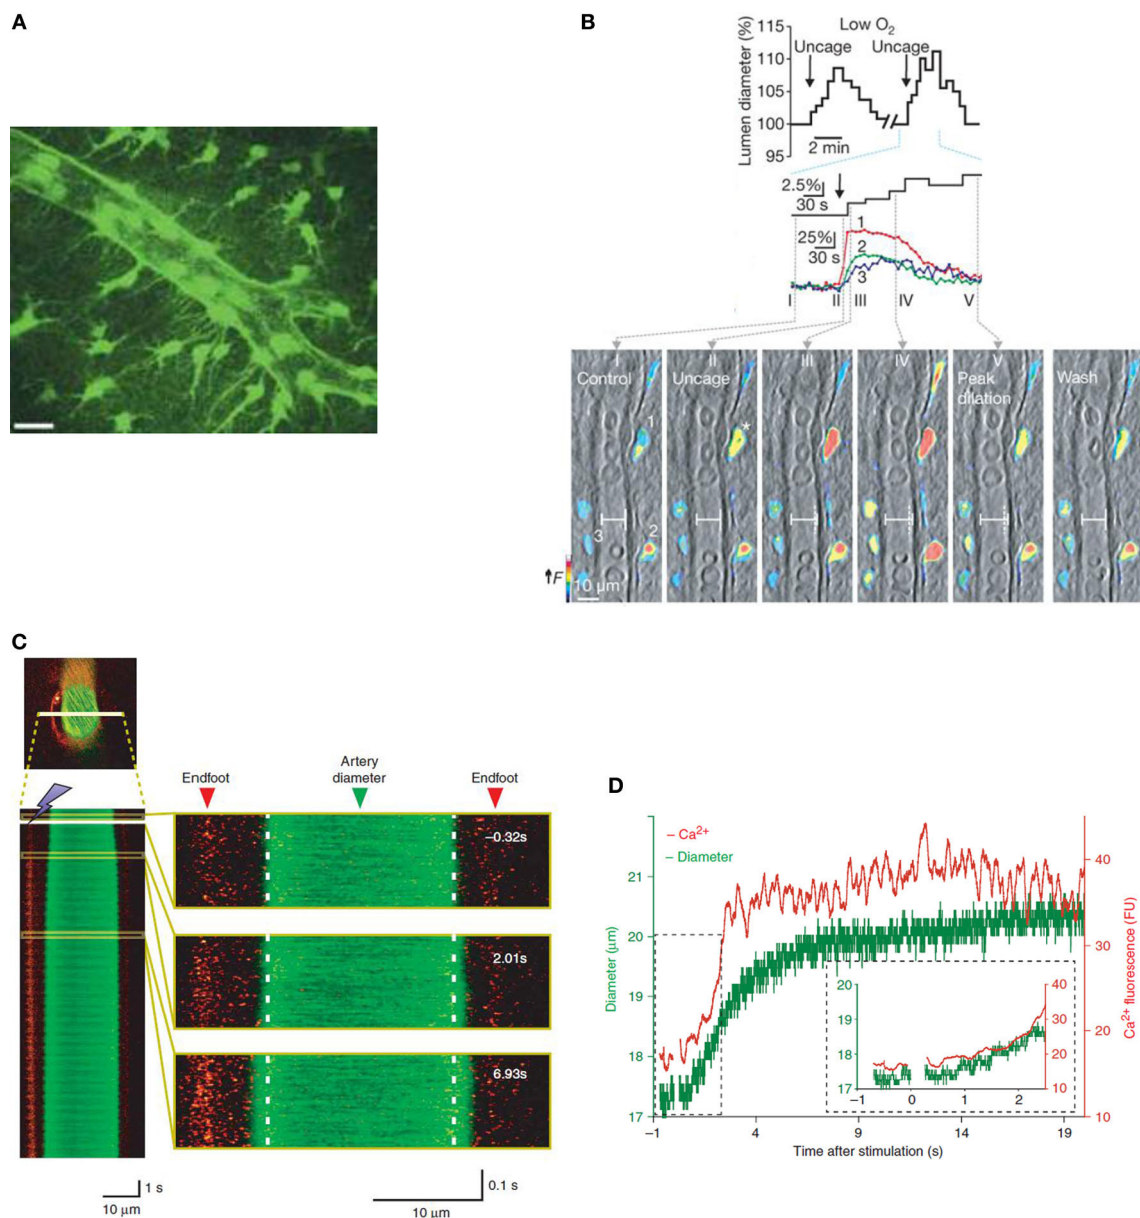 A
B
Low O2
Uncage Uncage
Lumen diameter (%)
115
110
105
100
95
2 min
2.5%
30 s
25%
30 s
1
2
3
I II III IV V
I II III IV V
Control Uncage Peak dilation Wash
1
*
3 2
↑F
10 μm
C
Endfoot
Artery
diameter
Endfoot
–0.32s
2.01s
6.93s
1 s
10 μm
0.1 s
10 μm
D
– Ca2+
– Diameter
Diameter (μm)
21
20
19
18
17
Ca2+ fluorescence (FU)
40
30
20
10
20
19
18
17
40
30
20
10
–1 0 1 2
–1 4 9 14 19
Time after stimulation (s)